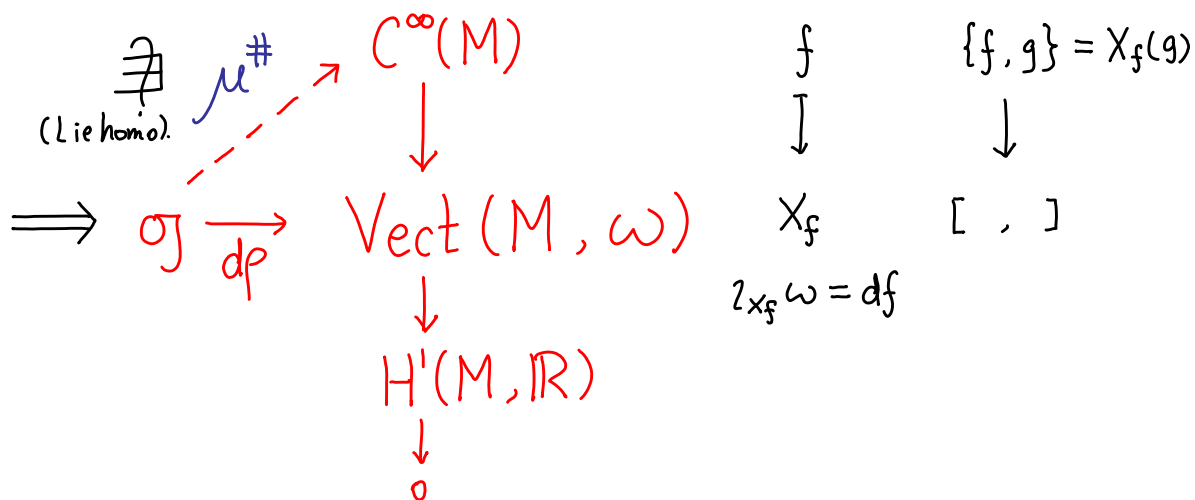 C^∞(M) f {f, g} = X_f(g)
∃? μ^#
(Lie homo).
⟹ 𝔤 → Vect(M, ω) X_f [ , ]
dρ
ι_{X_f} ω = df
H^1(M, ℝ)
0